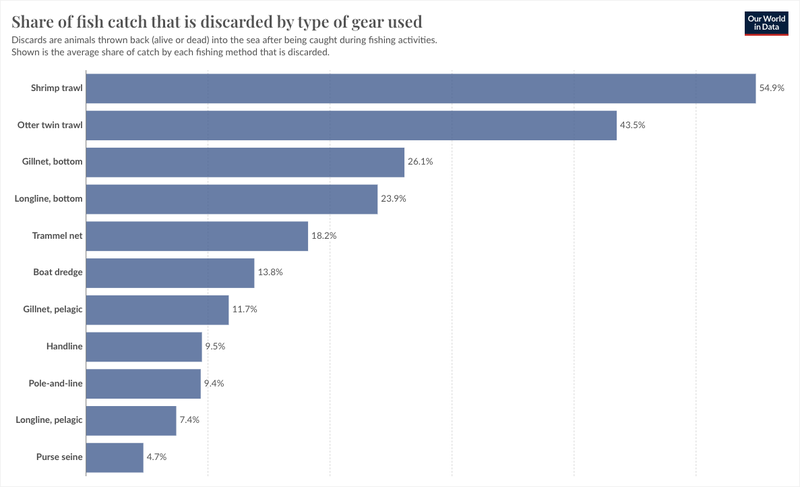 Share of fish catch that is discarded by type of gear used
Our World
in Data
Discards are animals thrown back (alive or dead) into the sea after being caught during fishing activities.
Shown is the average share of catch by each fishing method that is discarded.
Shrimp trawl 54.9%
Otter twin trawl 43.5%
Gillnet, bottom 26.1%
Longline, bottom 23.9%
Trammel net 18.2%
Boat dredge 13.8%
Gillnet, pelagic 11.7%
Handline 9.5%
Pole-and-line 9.4%
Longline, pelagic 7.4%
Purse seine 4.7%